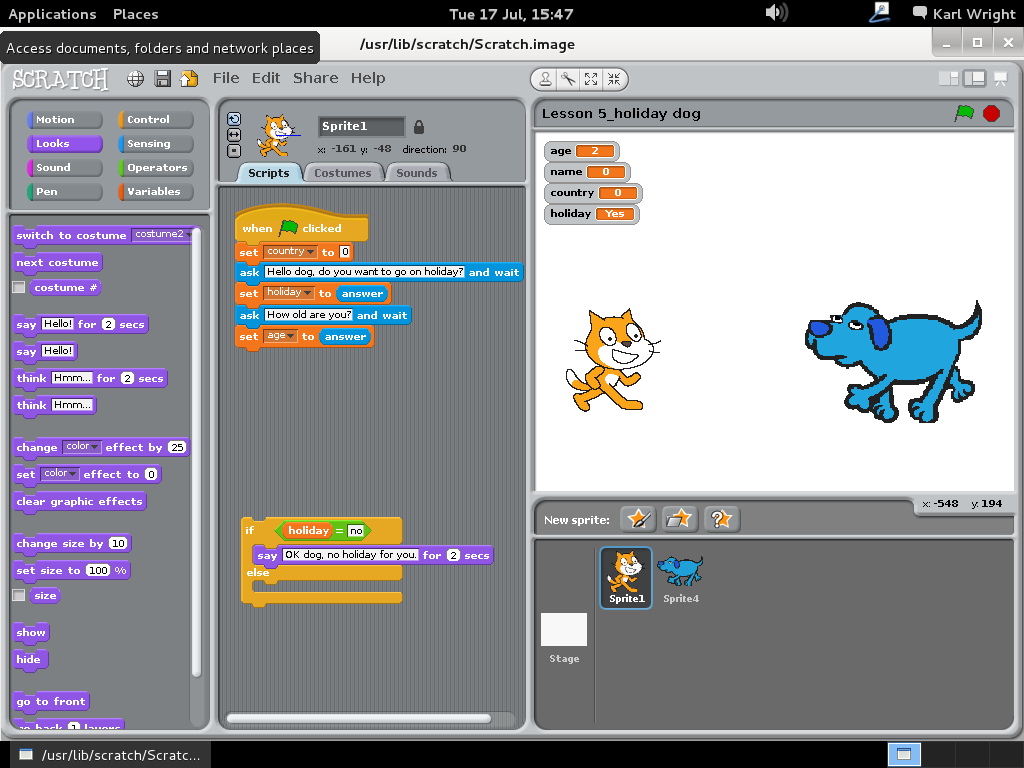 Applications Places Tue 17 Jul, 15:47 Karl Wright
Access documents, folders and network places
/usr/lib/scratch/Scratch.image
SCRATCH File Edit Share Help
Motion Control
Looks Sensing
Sound Operators
Pen Variables
switch to costume costume2
next costume
costume #
say Hello! for 2 secs
say Hello!
think Hmm... for 2 secs
think Hmm...
change color effect by 25
set color effect to 0
clear graphic effects
change size by 10
set size to 100 %
size
show
hide
go to front
go back 1 layers
Sprite1
x: -161 y: -48 direction: 90
Scripts Costumes Sounds
when clicked
set country to 0
ask Hello dog, do you want to go on holiday? and wait
set holiday to answer
ask How old are you? and wait
set age to answer
if holiday = no
say OK dog, no holiday for you. for 2 secs
else
Lesson 5_holiday dog
age 2
name 0
country 0
holiday Yes
x: -548 y: 194
New sprite:
Sprite1 Sprite4
Stage
/usr/lib/scratch/Scratc...